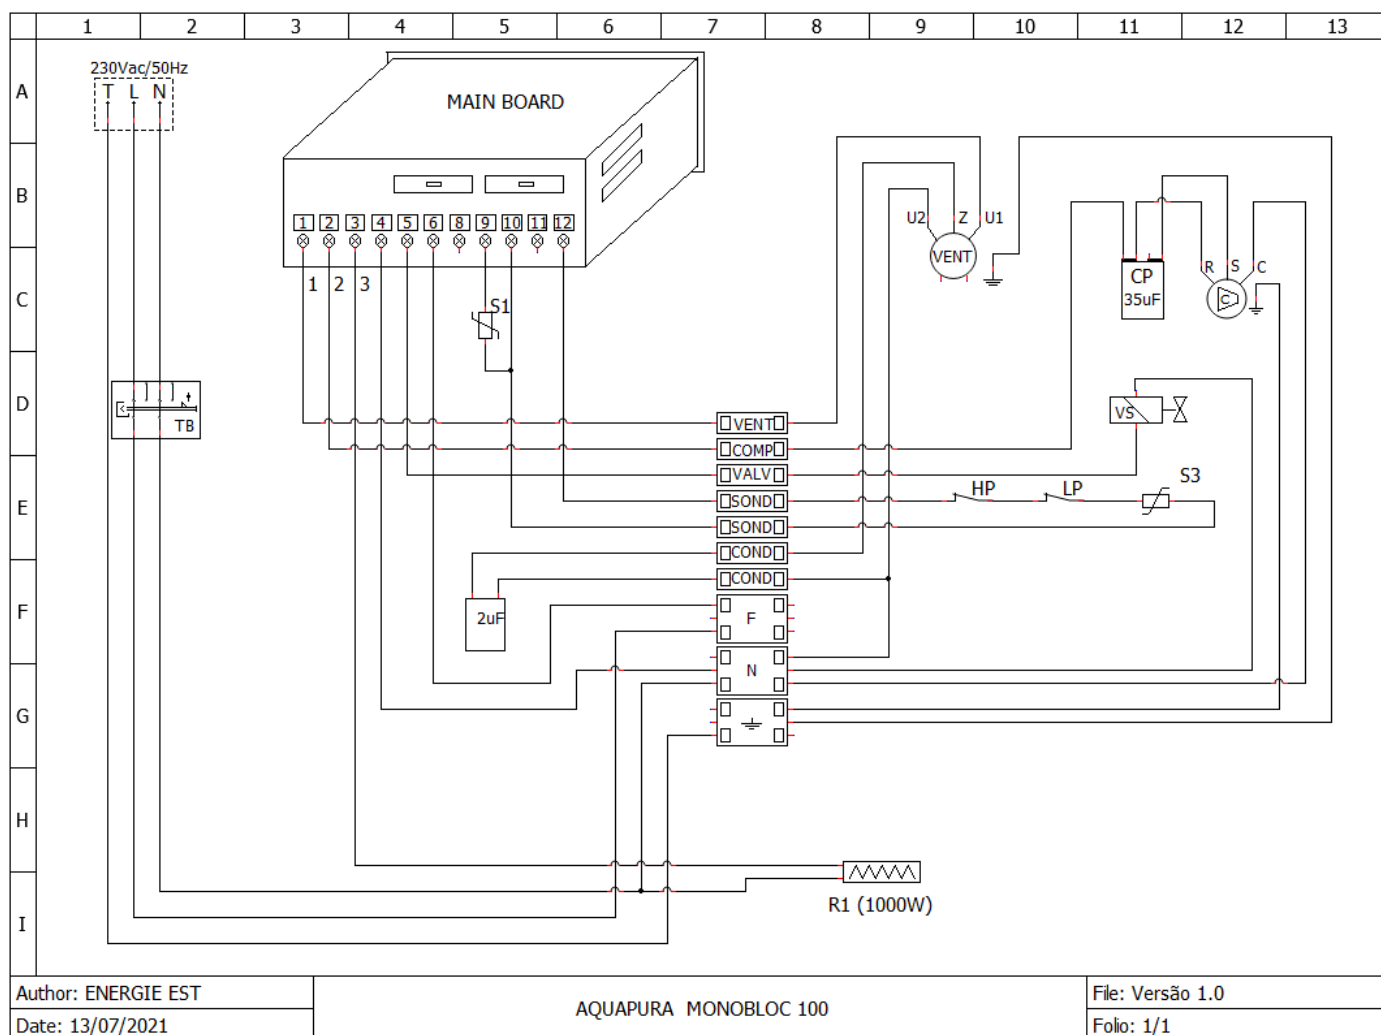 1 2 3 4 5 6 7 8 9 10 11 12 13
A
B
C
D
E
F
G
H
I
230Vac/50Hz
T L N
MAIN BOARD
1 2 3 4 5 6 8 9 10 11 12
1 2 3
S1
TB
U2 Z U1
VENT
CP
35uF
R S C
C
VS
HP LP S3
VENT
COMP
VALV
SOND
SOND
COND
COND
F
N
2uF
R1 (1000W)
Author: ENERGIE EST
Date: 13/07/2021
AQUAPURA MONOBLOC 100
File: Versão 1.0
Folio: 1/1